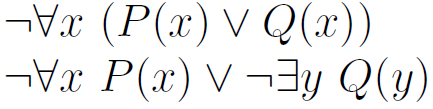 ¬∀x (P(x) ∨ Q(x))
¬∀x P(x) ∨ ¬∃y Q(y)